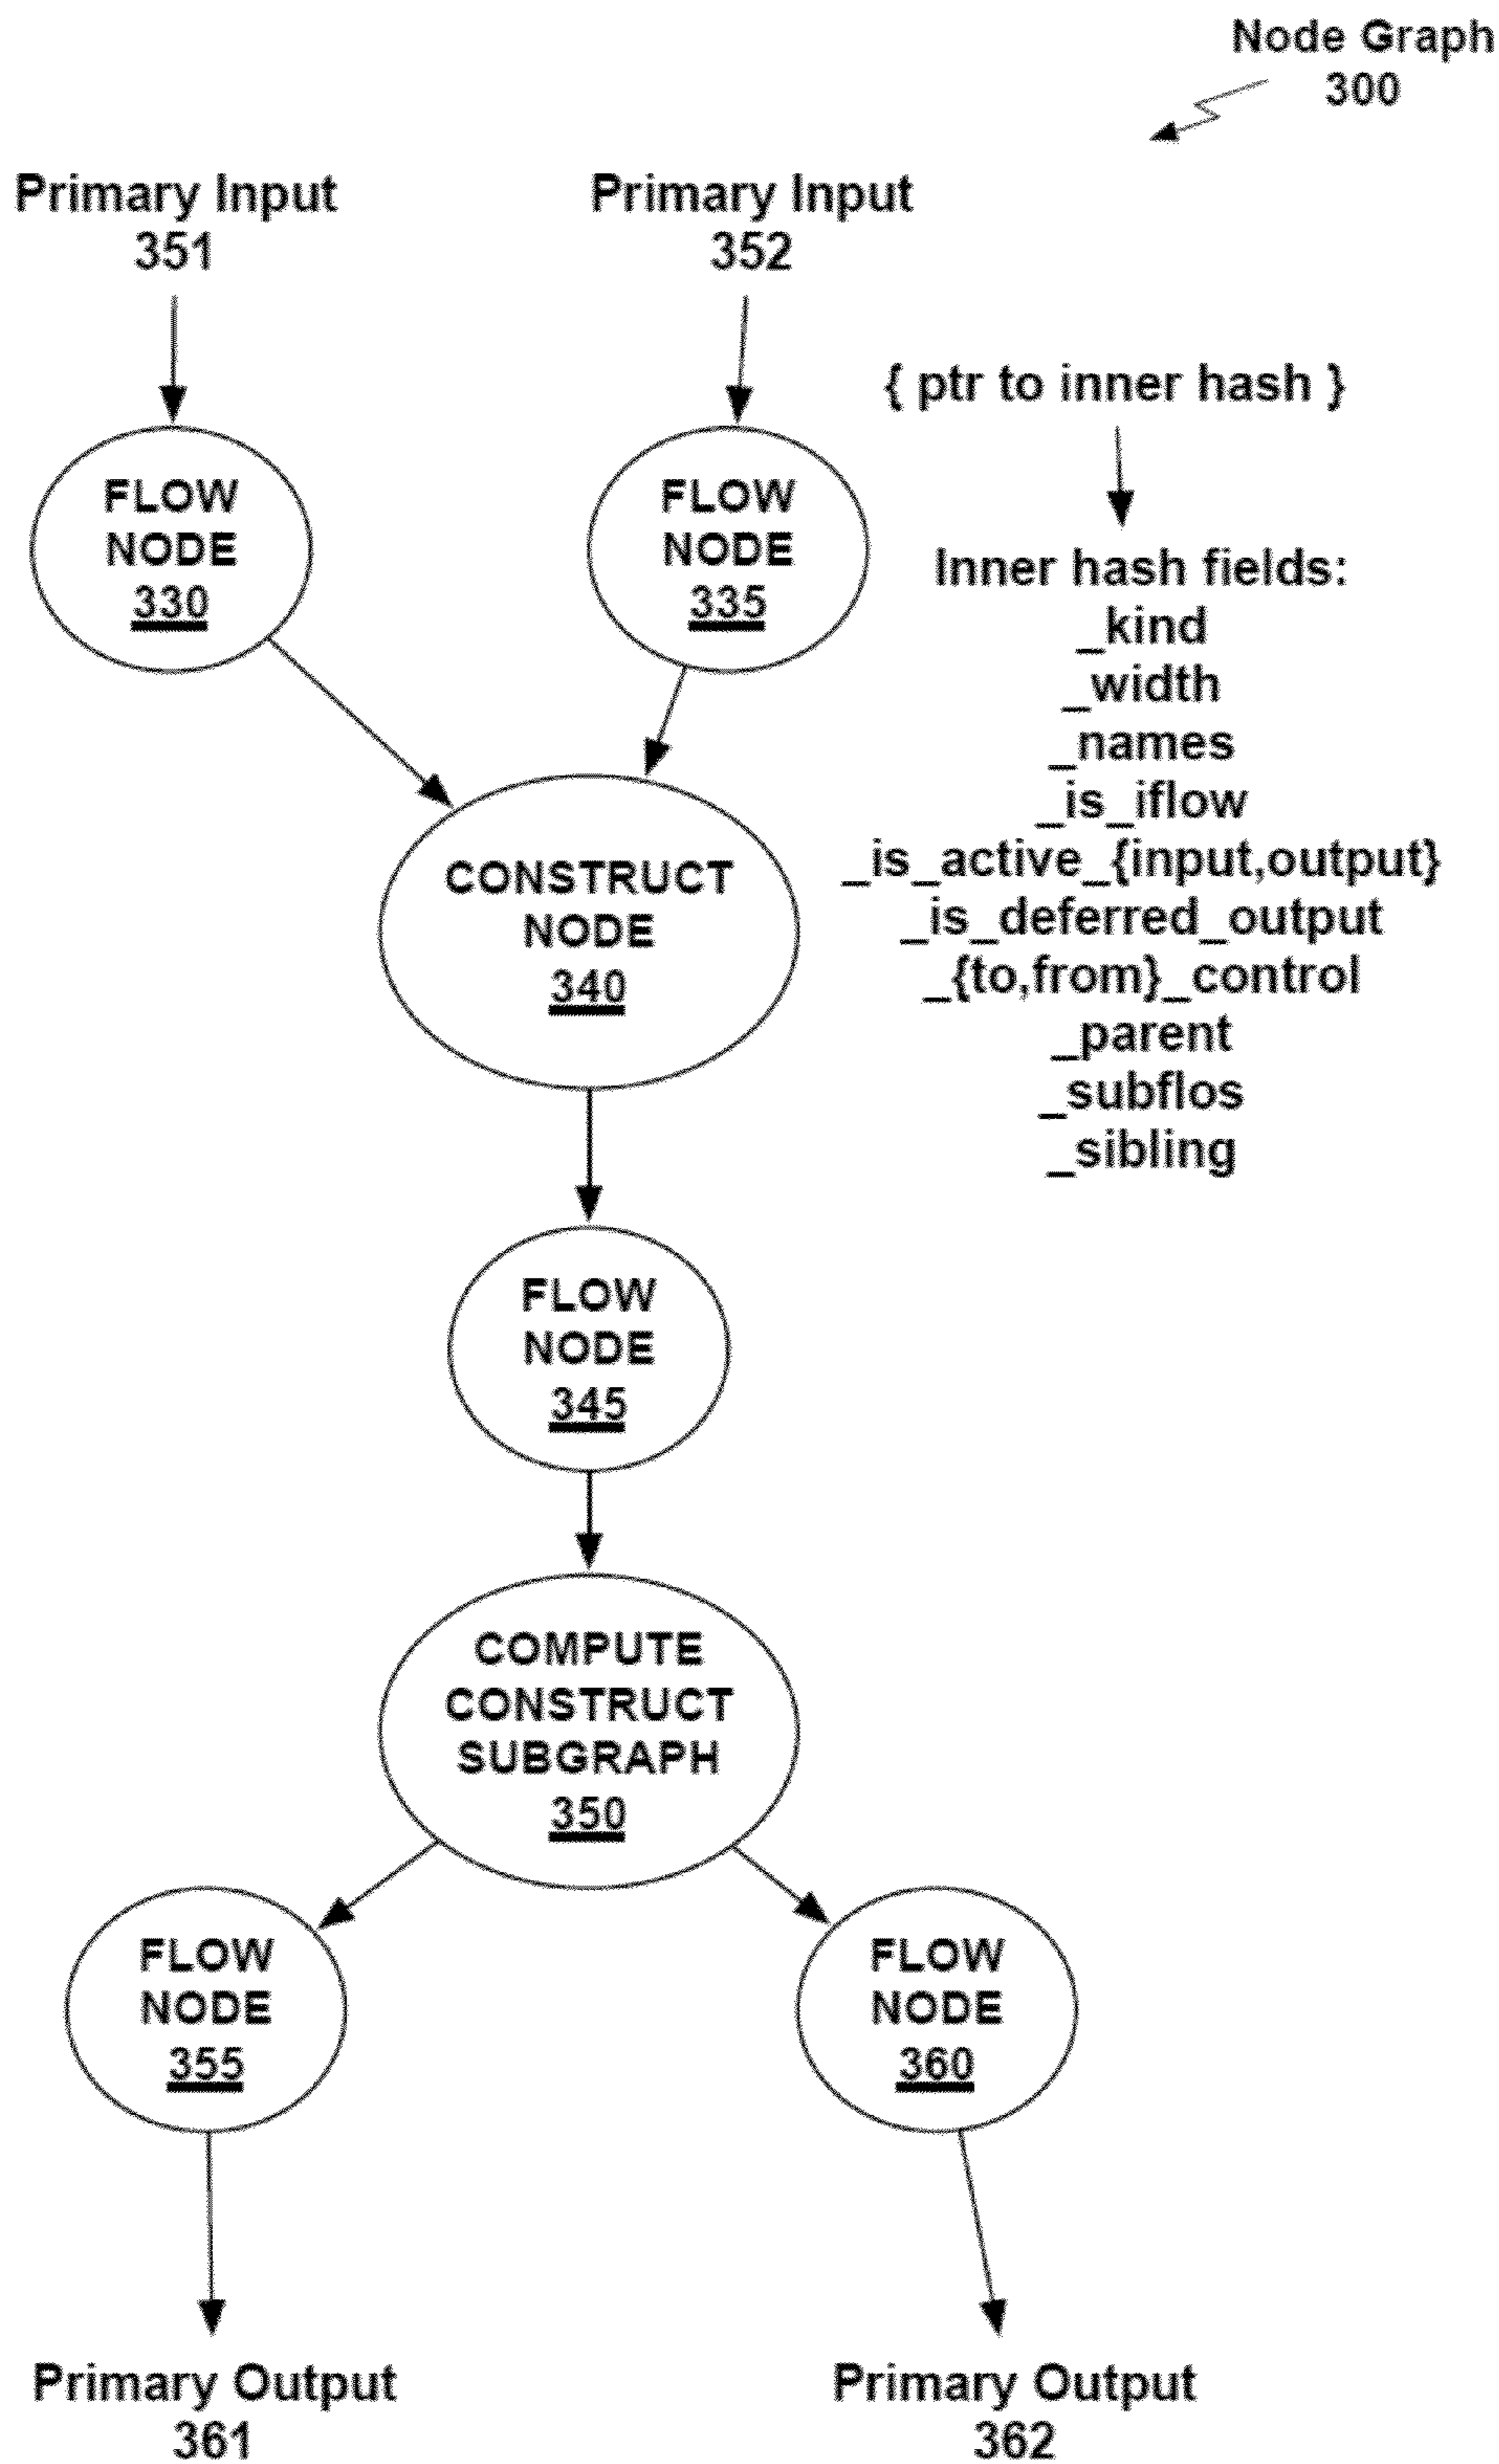 Node Graph
300
Primary Input
351
Primary Input
352
{ ptr to inner hash }
FLOW
NODE
330
FLOW
NODE
335
Inner hash fields:
_kind
_width
_names
_is_iflow
_is_active_{input,output}
_is_deferred_output
_{to,from}_control
_parent
_subflos
_sibling
CONSTRUCT
NODE
340
FLOW
NODE
345
COMPUTE
CONSTRUCT
SUBGRAPH
350
FLOW
NODE
355
FLOW
NODE
360
Primary Output
361
Primary Output
362